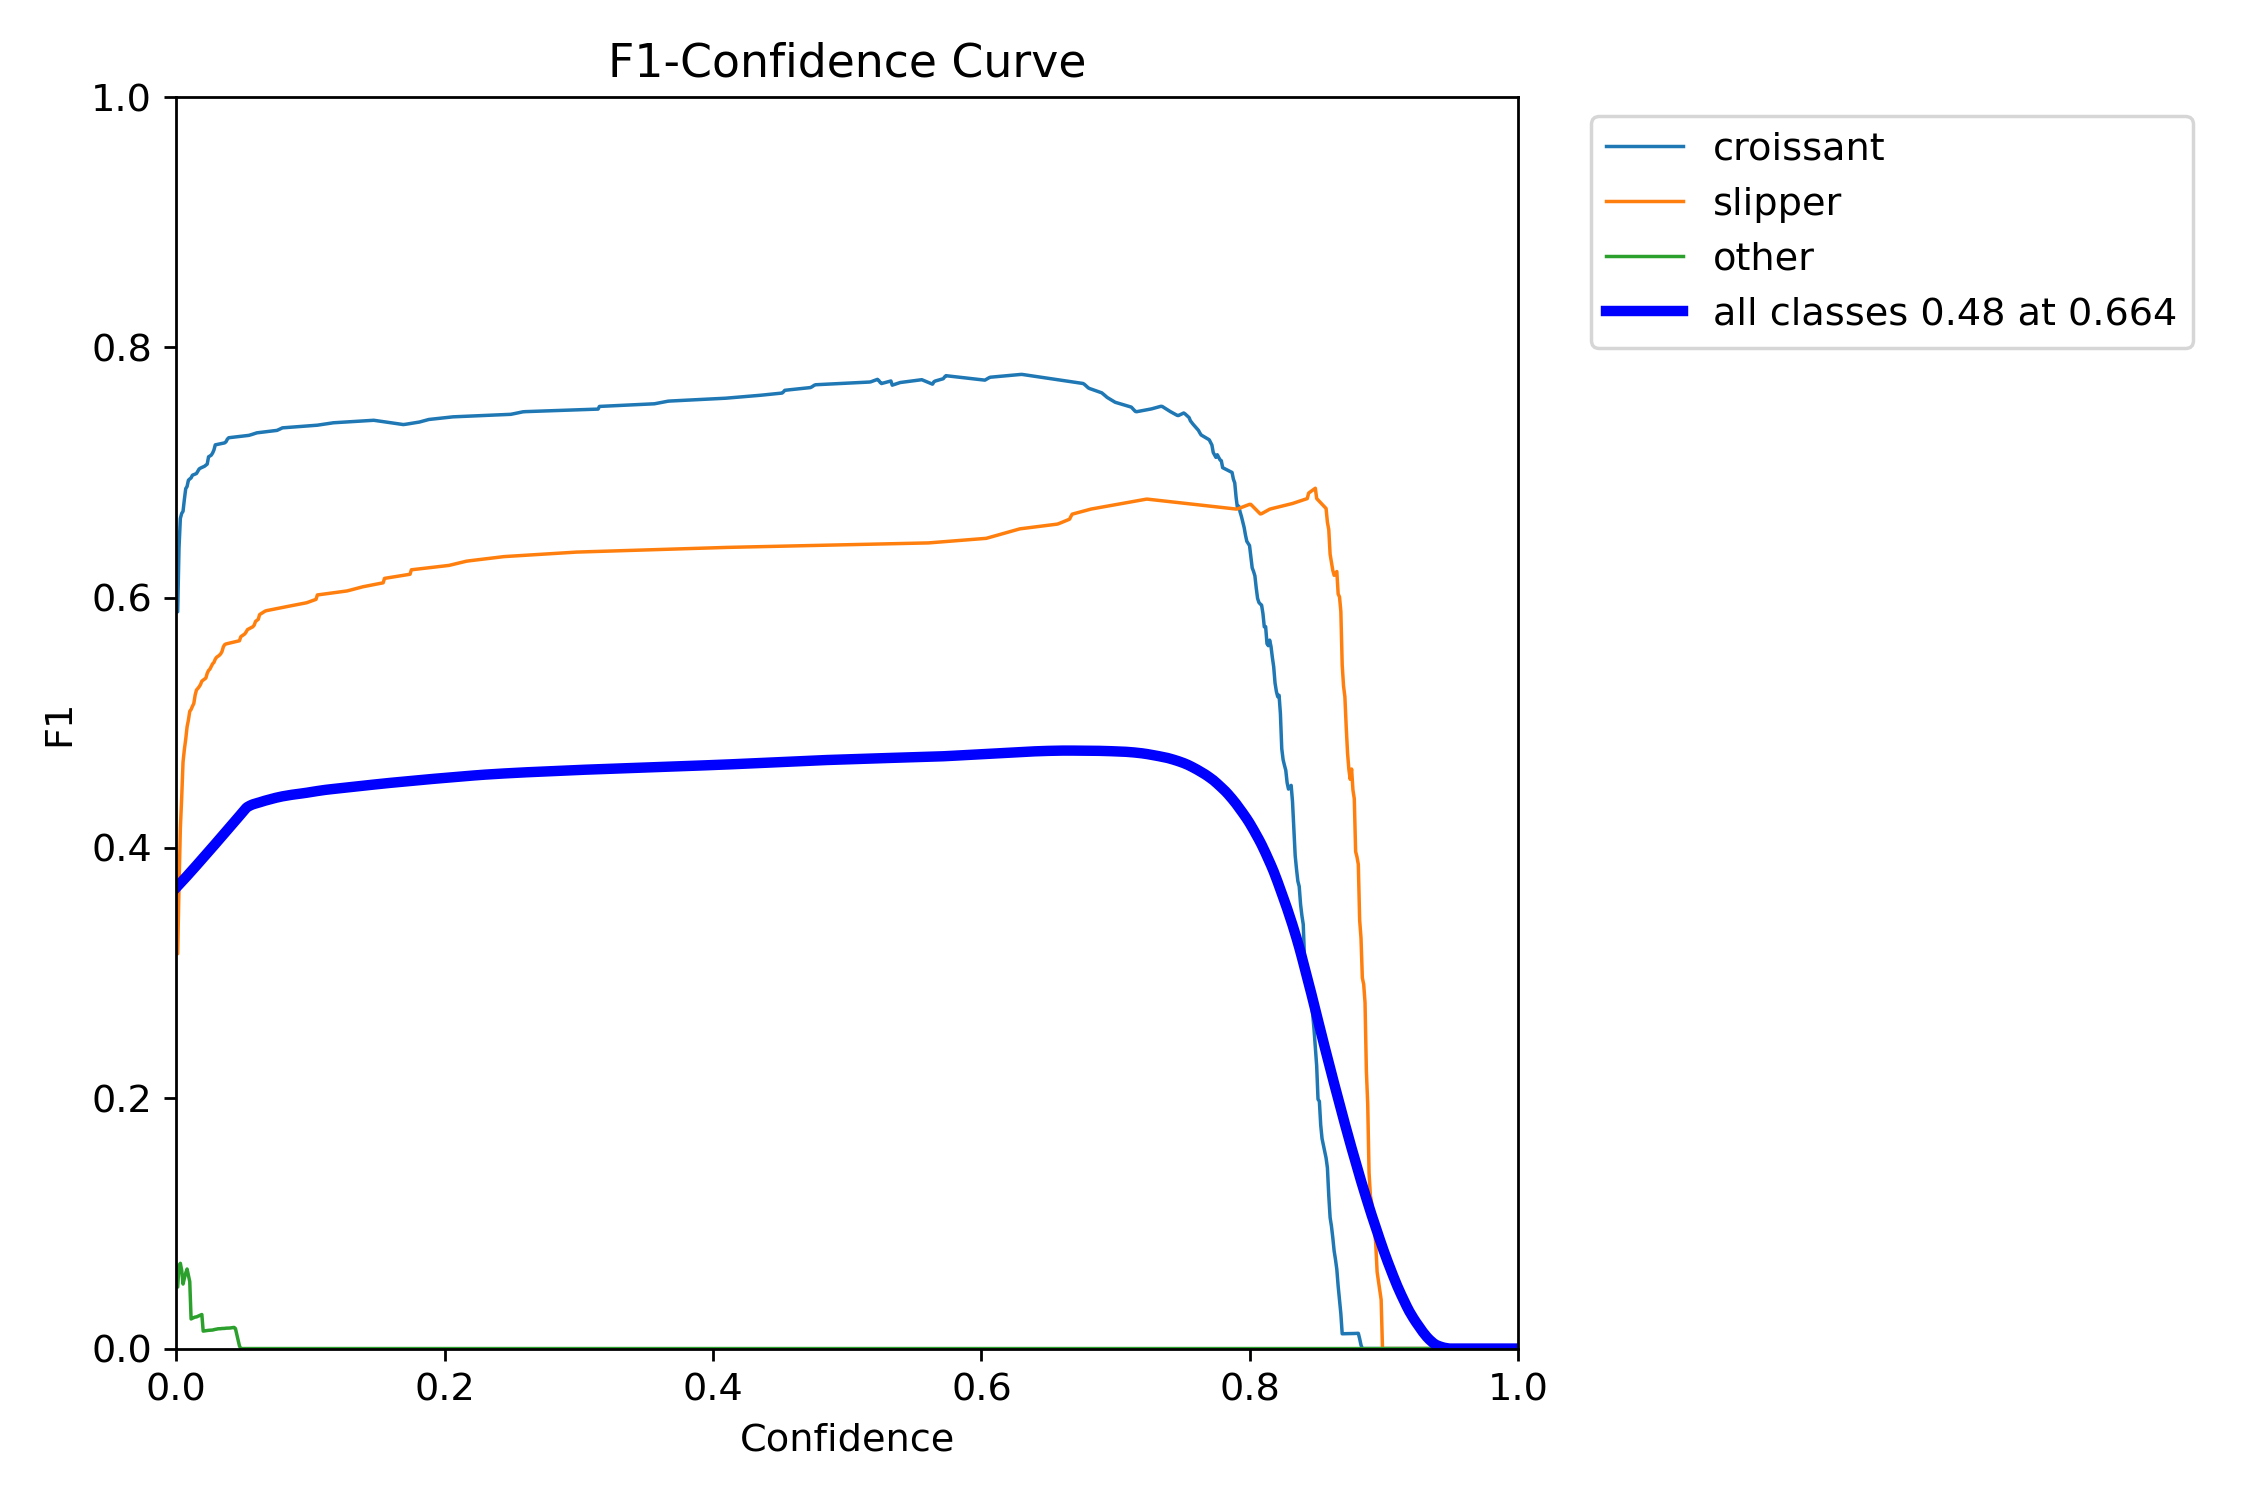 F1-Confidence Curve
croissant
slipper
other
all classes 0.48 at 0.664
1.0
0.8
0.6
0.4
0.2
0.0
F1
0.0 0.2 0.4 0.6 0.8 1.0
Confidence